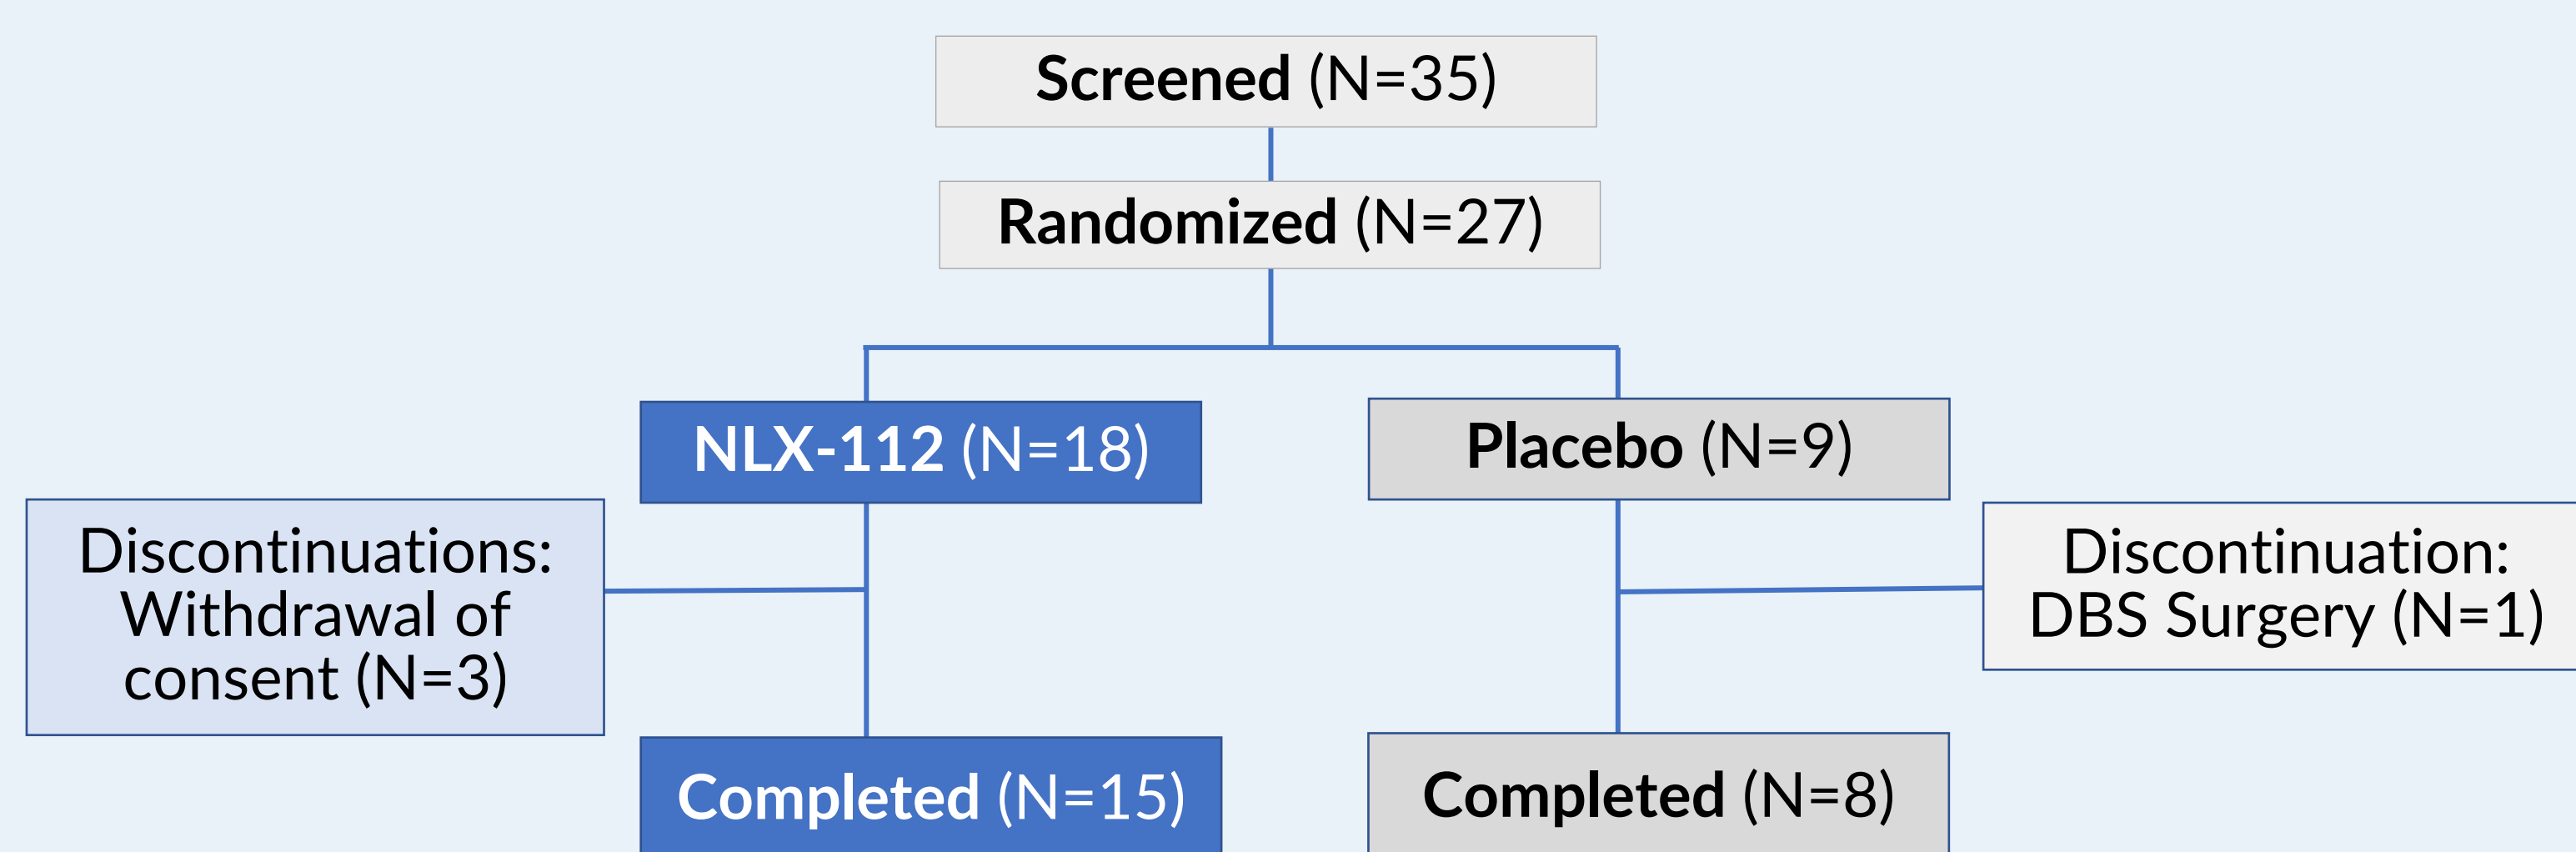 Screened (N=35)
Randomized (N=27)
NLX-112 (N=18)
Placebo (N=9)
Discontinuations:
Withdrawal of
consent (N=3)
Discontinuation:
DBS Surgery (N=1)
Completed (N=15)
Completed (N=8)